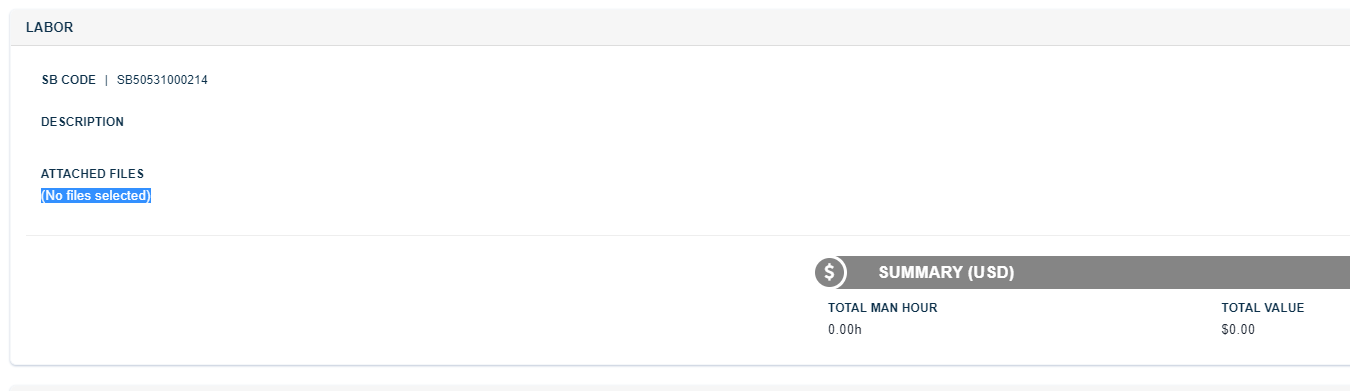 LABOR
SB CODE | SB50531000214
DESCRIPTION
ATTACHED FILES
(No files selected)
$ SUMMARY (USD)
TOTAL MAN HOUR TOTAL VALUE
0.00h $0.00